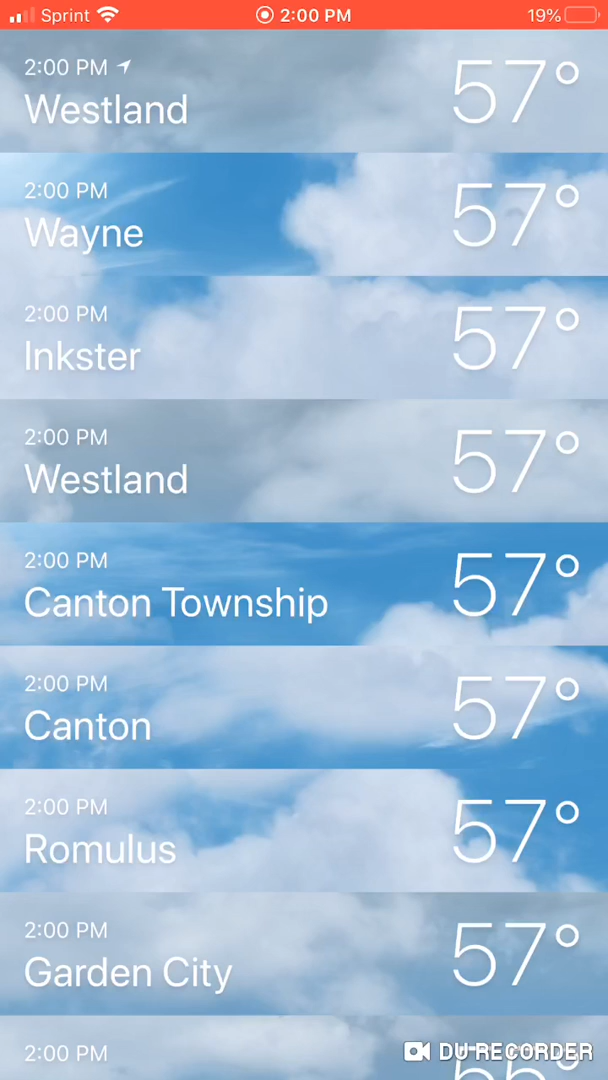 Sprint 2:00 PM 19%
2:00 PM
Westland 57°
2:00 PM
Wayne 57°
2:00 PM
Inkster 57°
2:00 PM
Westland 57°
2:00 PM
Canton Township 57°
2:00 PM
Canton 57°
2:00 PM
Romulus 57°
2:00 PM
Garden City 57°
2:00 PM
DU RECORDER